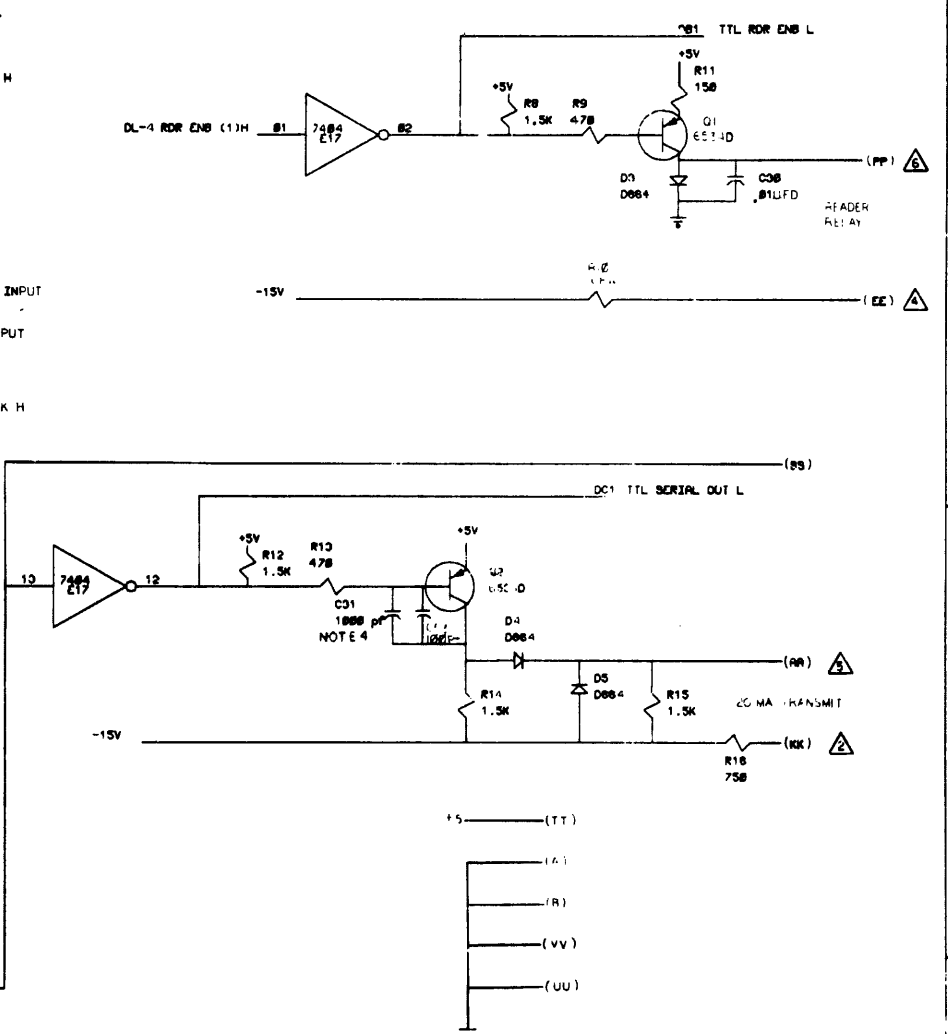 TTL RDR ENB L
H
+5V
R11
150
+5V
R8
1.5K
R9
470
DL-4 RDR ENB (1)H
01
7404
E17
02
Q1
(PP)
6
D3
D664
C30
.01UFD
READER
RELAY
INPUT
-15V
(EE)
4
PUT
K H
(SS)
DC1 TTL SERIAL OUT L
+5V
+5V
R12
1.5K
R13
470
13
7404
E17
12
Q2
C31
1000 pf
NOTE 4
D4
D664
(AA)
5
D5
D664
R14
1.5K
R15
1.5K
20 MA TRANSMIT
-15V
(KK)
2
R16
750
+5
(TT)
(A)
(B)
(VV)
(UU)